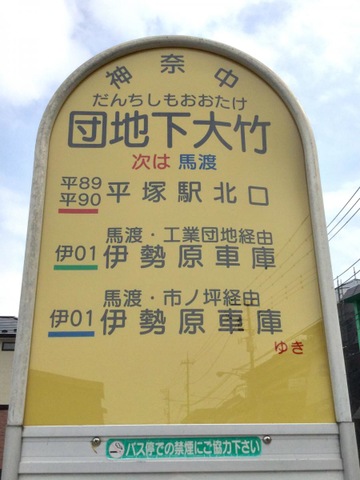 神奈中
だんちしもおおたけ
団地下大竹
次は 馬渡
平89
平90 平塚駅北口
馬渡・工業団地経由
伊01 伊勢原車庫
馬渡・市ノ坪経由
伊01 伊勢原車庫
ゆき
バス停での禁煙にご協力下さい